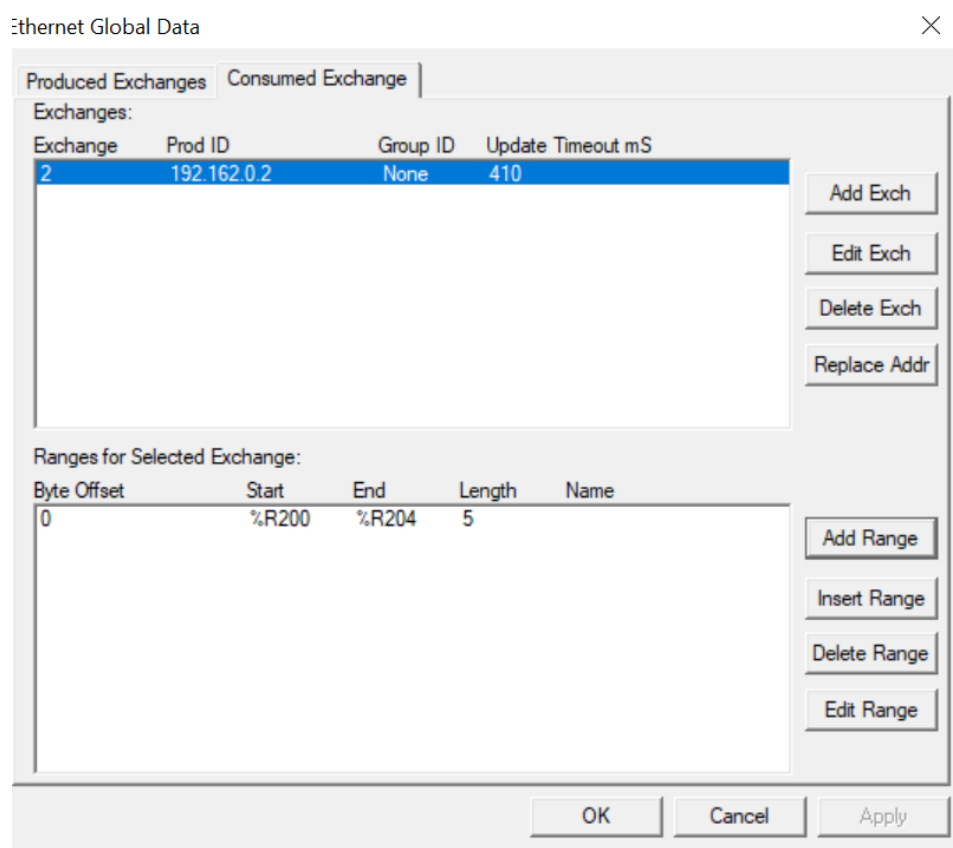 Ethernet Global Data
Produced Exchanges Consumed Exchange
Exchanges:
Exchange Prod ID Group ID Update Timeout mS
2 192.162.0.2 None 410
Add Exch
Edit Exch
Delete Exch
Replace Addr
Ranges for Selected Exchange:
Byte Offset Start End Length Name
0 %R200 %R204 5
Add Range
Insert Range
Delete Range
Edit Range
OK Cancel Apply